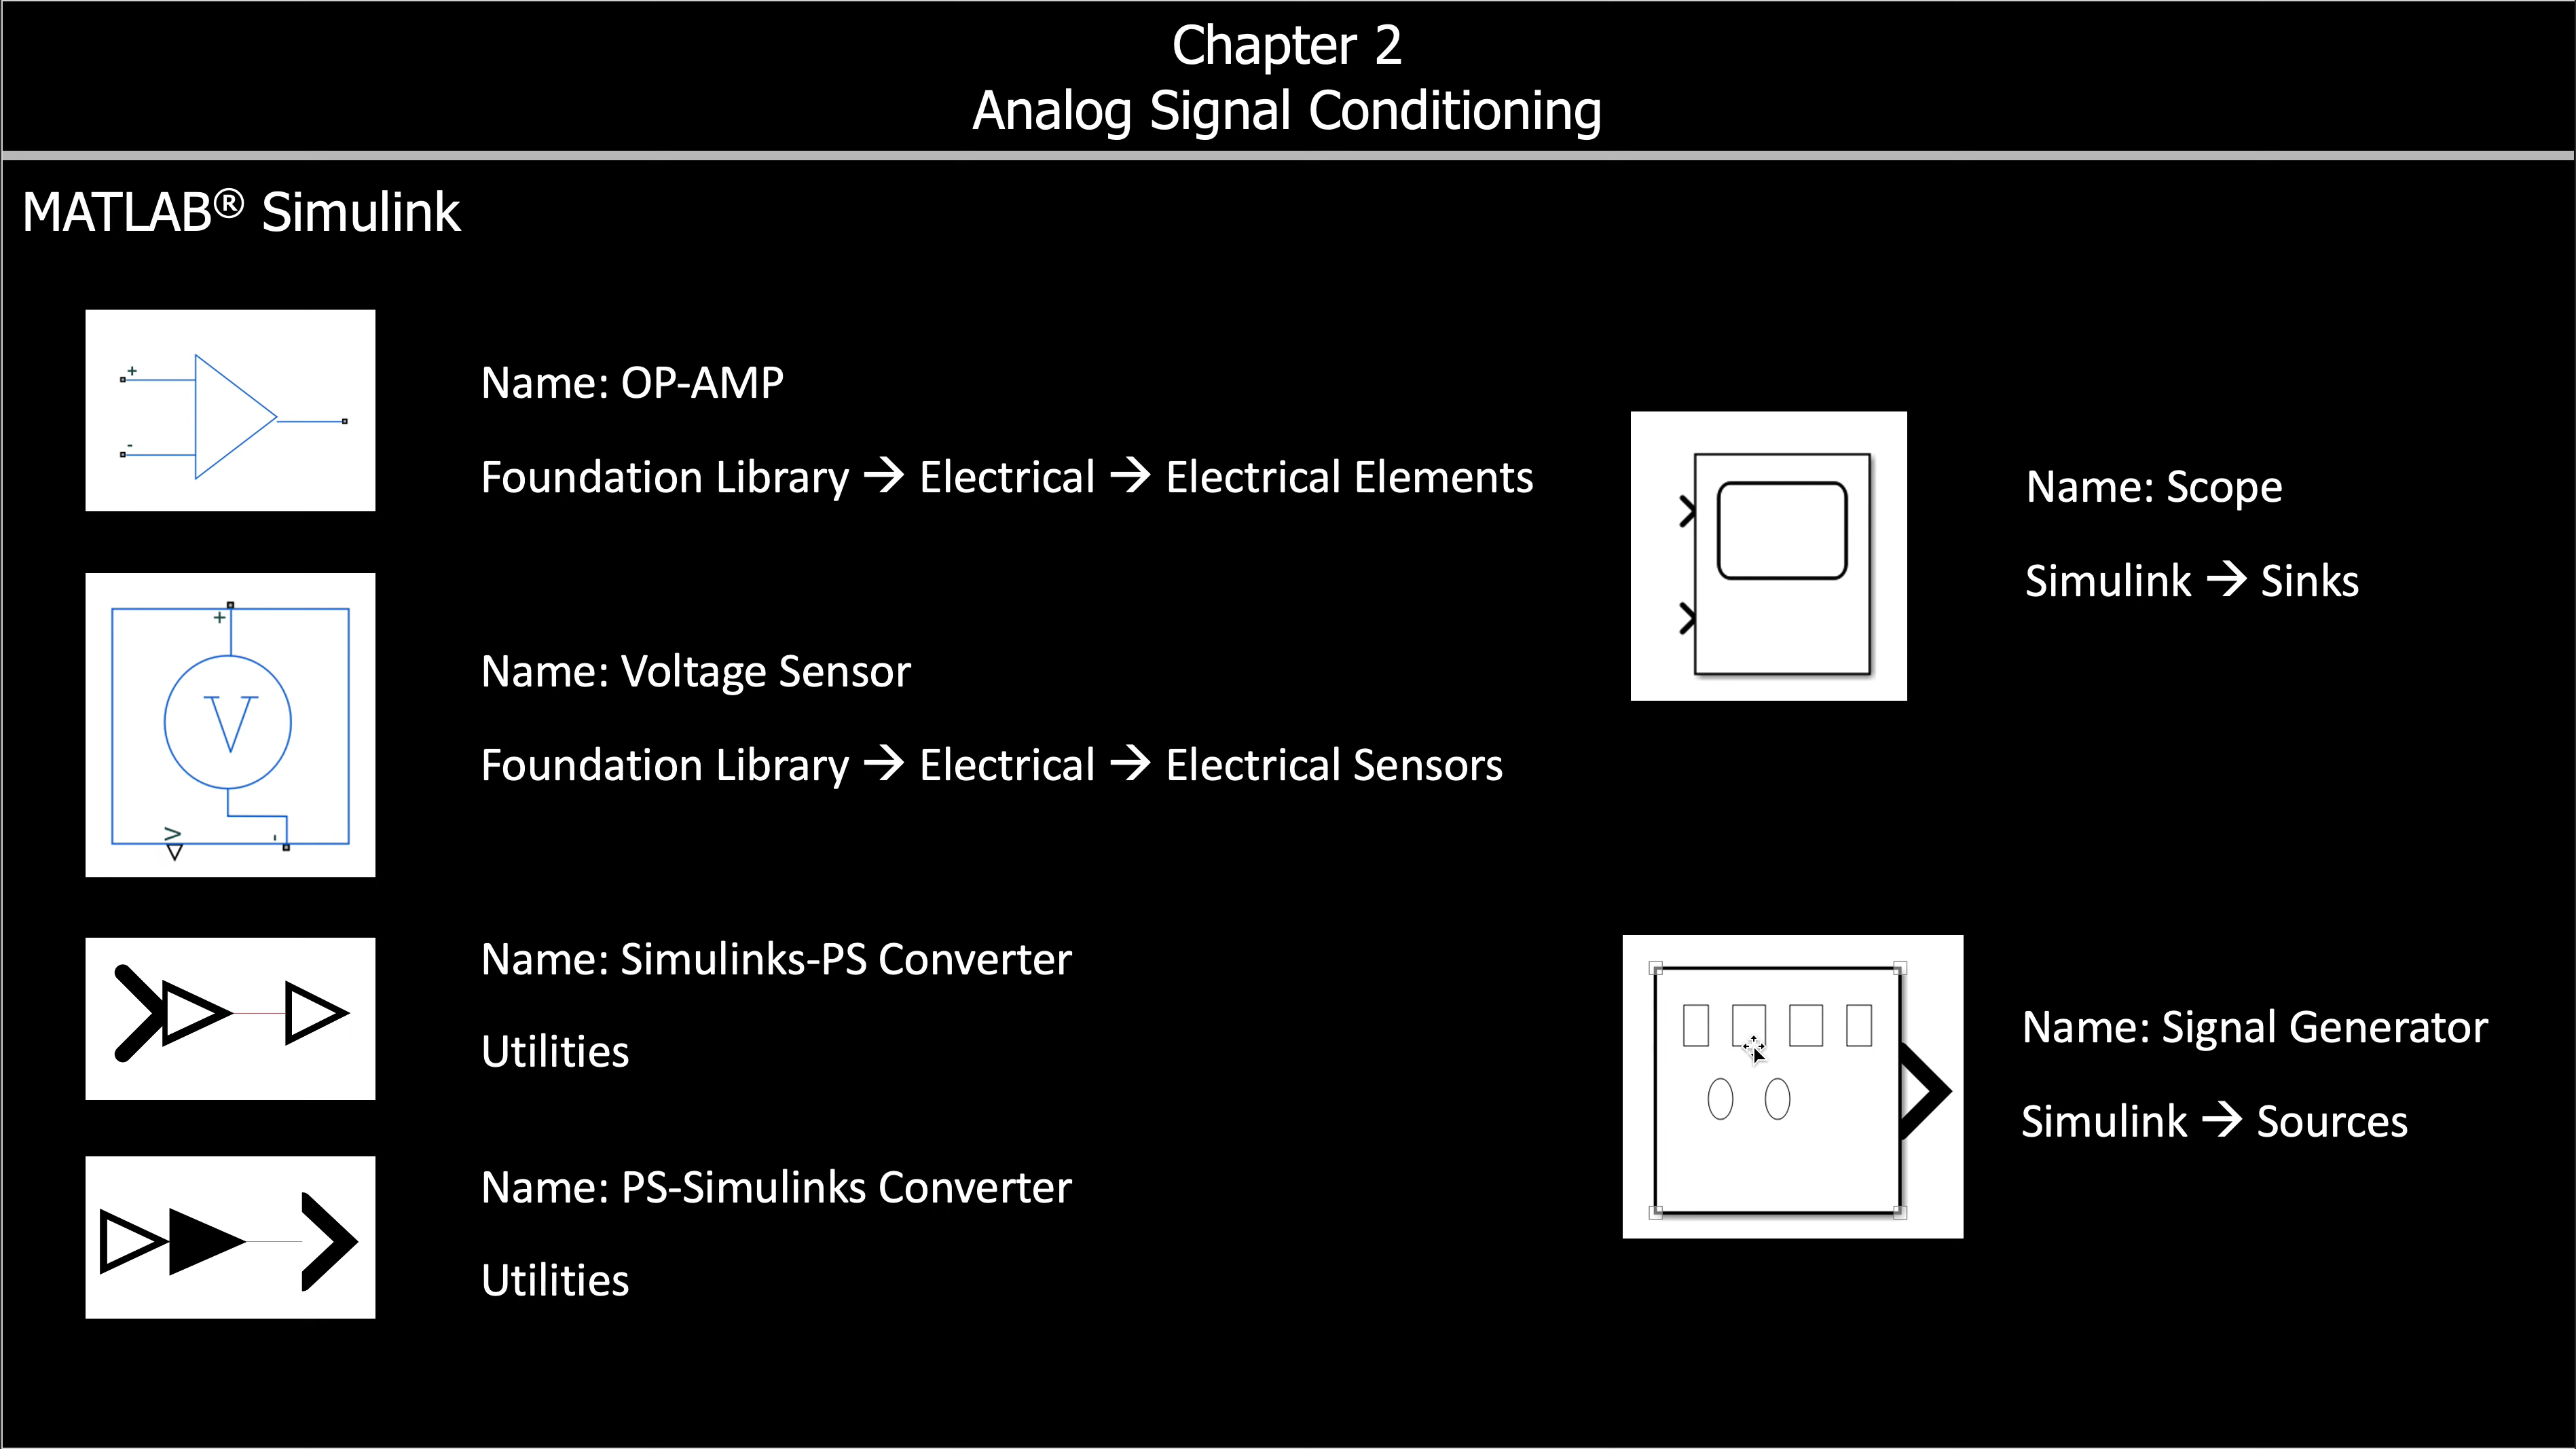 Chapter 2
Analog Signal Conditioning
MATLAB® Simulink
+
-
Name: OP-AMP
Foundation Library → Electrical → Electrical Elements
+
V
V
-
Name: Voltage Sensor
Foundation Library → Electrical → Electrical Sensors
Name: Simulinks-PS Converter
Utilities
Name: PS-Simulinks Converter
Utilities
Name: Scope
Simulink → Sinks
Name: Signal Generator
Simulink → Sources